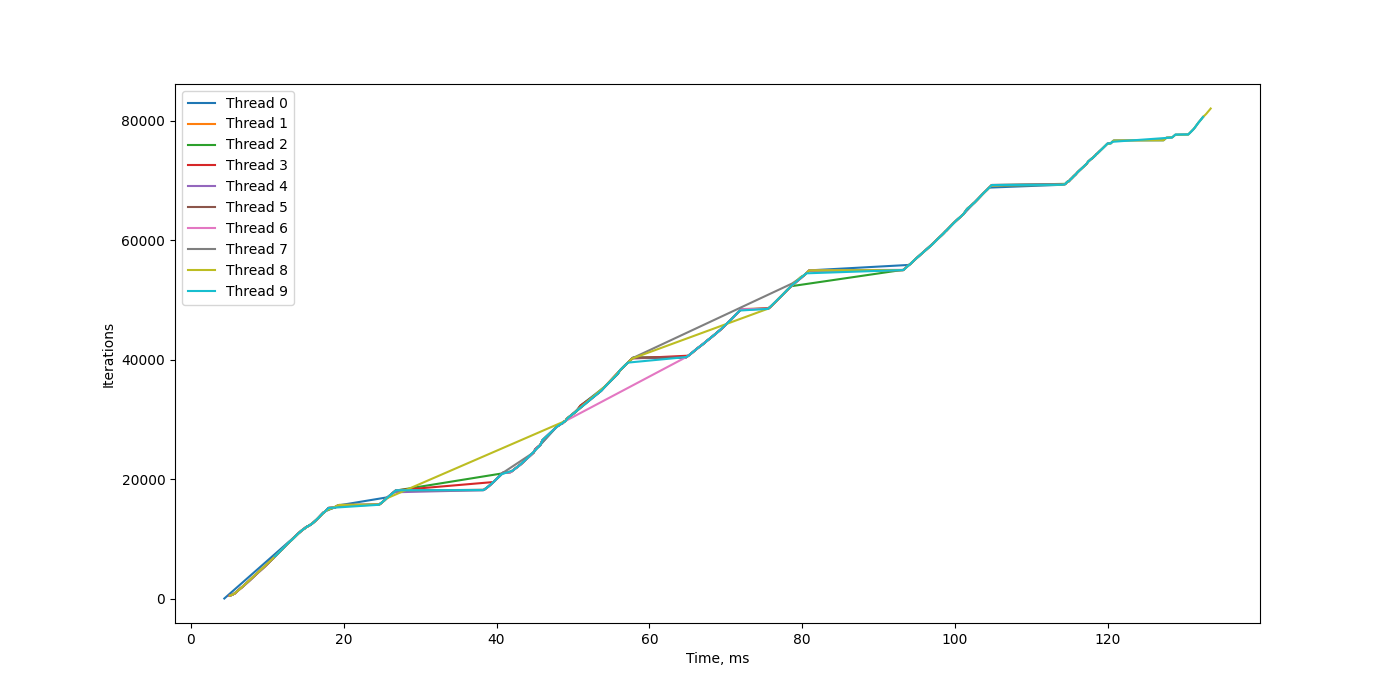 Thread 0
Thread 1
Thread 2
Thread 3
Thread 4
Thread 5
Thread 6
Thread 7
Thread 8
Thread 9
80000
60000
40000
20000
0
Iterations
0 20 40 60 80 100 120
Time, ms